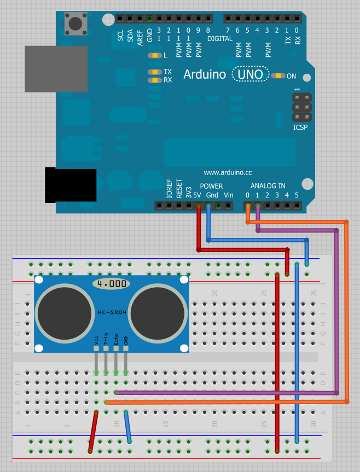 SCL
SDA
AREF
GND
3
2
PWM 11
PWM 10
PWM 9
8
DIGITAL
7
PWM 6
PWM 5
4
PWM 3
2
TX 1
RX 0
L
TX
RX
Arduino UNO
ON
1
ICSP
www.arduino.cc
POWER
ANALOG IN
IOREF
RESET
3V3
5V
Gnd
Vin
0 1 2 3 4 5
4.000
HC-SR04
Vcc
Trig
Echo
GND